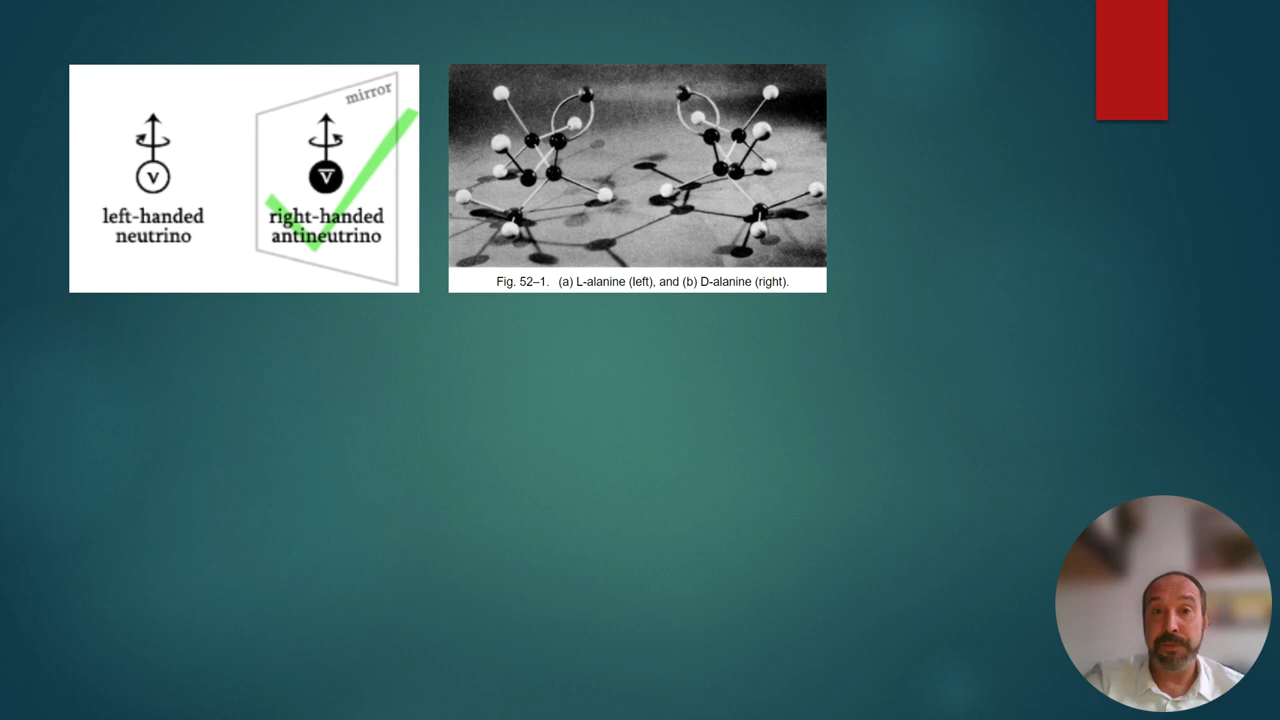 mirror
ν
ν̅
left-handed
neutrino
right-handed
antineutrino
Fig. 52–1. (a) L-alanine (left), and (b) D-alanine (right).